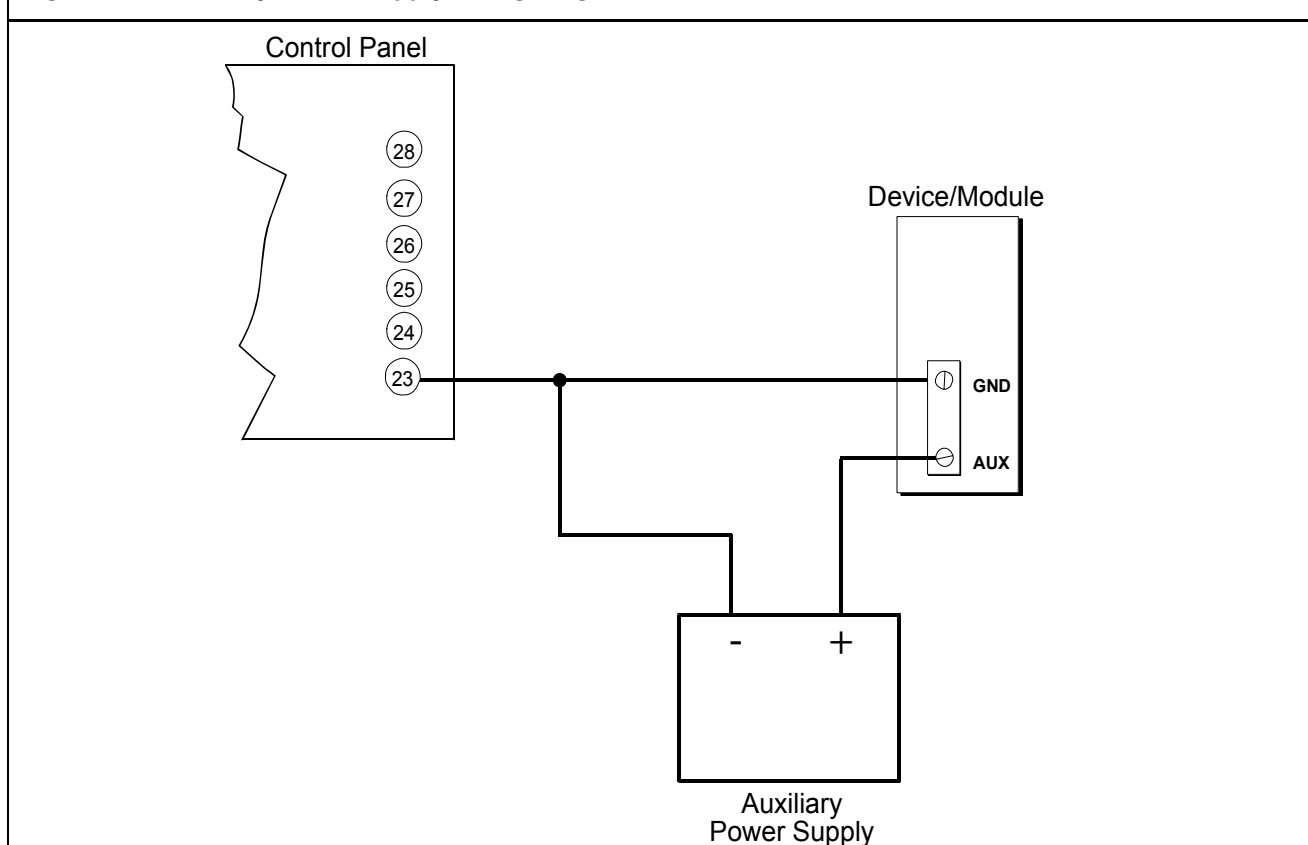 Control Panel
28
27
26
25
24
23
Device/Module
GND
AUX
- +
Auxiliary
Power Supply